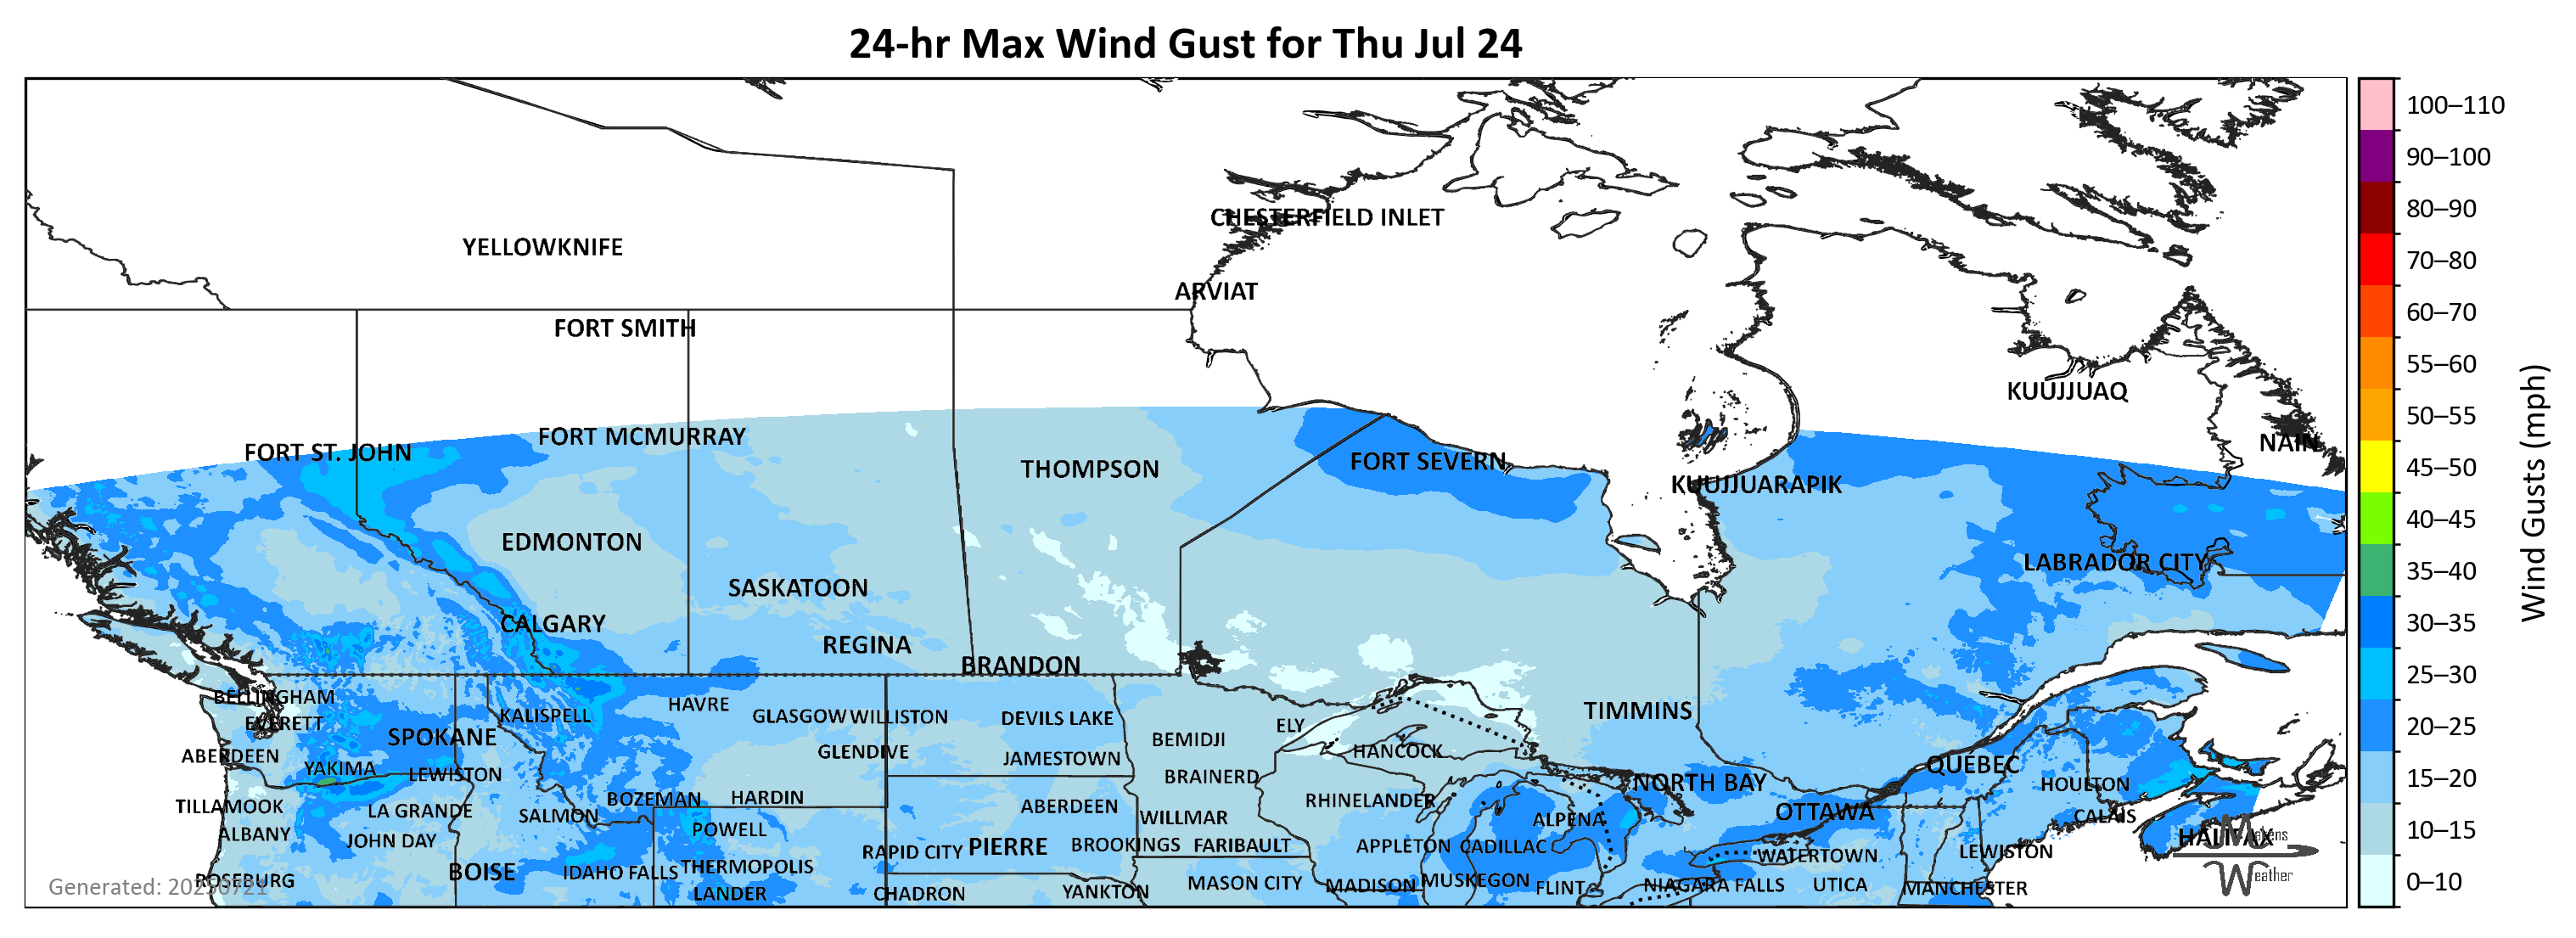 24-hr Max Wind Gust for Thu Jul 24
100–110
90–100
80–90
CHESTERFIELD INLET
YELLOWKNIFE
70–80
ARVIAT
60–70
FORT SMITH
55–60
KUUJJUAQ
50–55
FORT MCMURRAY
NAIN
FORT ST. JOHN
FORT SEVERN
THOMPSON
45–50
KUUJJUARAPIK
40–45
Wind Gusts (mph)
EDMONTON
LABRADOR CITY
35–40
SASKATOON
CALGARY
30–35
REGINA
BRANDON
25–30
BELLINGHAM
HAVRE
TIMMINS
KALISPELL
GLASGOW
WILLISTON
DEVILS LAKE
EVERETT
ELY
20–25
SPOKANE
BEMIDJI
GLENDIVE
HANCOCK
ABERDEEN
JAMESTOWN
QUÉBEC
YAKIMA
LEWISTON
BRAINERD
15–20
NORTH BAY
HOULTON
BOZEMAN
HARDIN
RHINELANDER
TILLAMOOK
LA GRANDE
ABERDEEN
OTTAWA
SALMON
WILLMAR
ALPENA
CALAIS
10–15
POWELL
ALBANY
HALIFAX
Makens
JOHN DAY
RAPID CITY
PIERRE
BROOKINGS
FARIBAULT
APPLETON
CADILLAC
LEWISTON
WATERTOWN
THERMOPOLIS
BOISE
IDAHO FALLS
Weather
ROSEBURG
MASON CITY
MADISON
MUSKEGON
FLINT
NIAGARA FALLS
UTICA
MANCHESTER
0–10
Generated: 20250721
LANDER
CHADRON
YANKTON